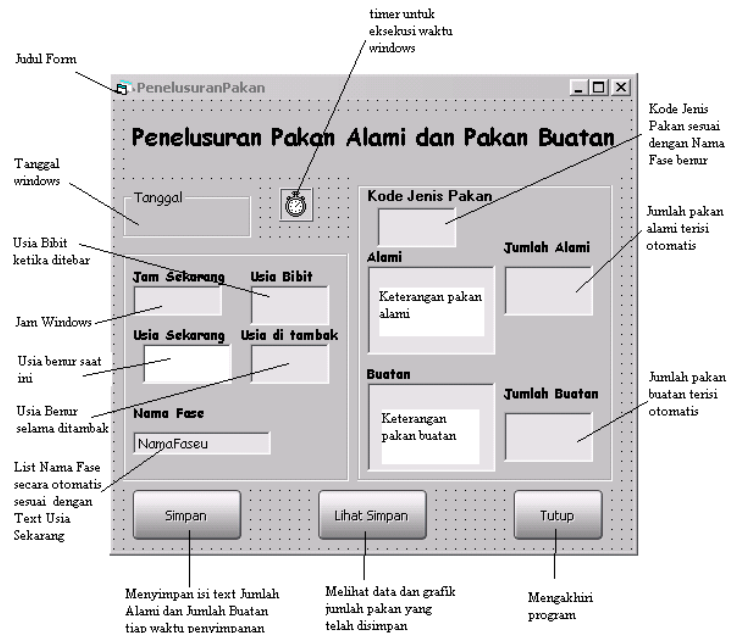 timer untuk
eksekusi waktu
windows
Judul Form
PenelusuranPakan
Penelusuran Pakan Alami dan Pakan Buatan
Kode Jenis
Pakan sesuai
dengan Nama
Fase benur
Tanggal
windows
Tanggal
Kode Jenis Pakan
Jumlah pakan
alami terisi
otomatis
Usia Bibit
ketika ditebar
Alami
Jumlah Alami
Jam Sekarang
Usia Bibit
Keterangan pakan
alami
Jam Windows
Usia Sekarang
Usia di tambak
Usia benur saat
ini
Buatan
Jumlah Buatan
Jumlah pakan
buatan terisi
otomatis
Usia Benur
selama ditambak
Nama Fase
Keterangan
pakan buatan
NamaFaseu
List Nama Fase
secara otomatis
sesuai dengan
Text Usia
Sekarang
Simpan
Lihat Simpan
Tutup
Menyimpan isi text Jumlah
Alami dan Jumlah Buatan
tiap waktu penyimpanan
Melihat data dan grafik
jumlah pakan yang
telah disimpan
Mengakhiri
program